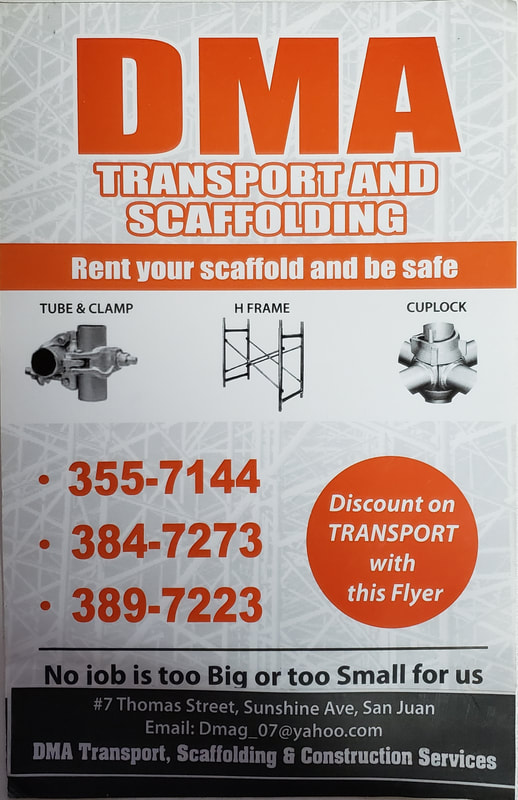 DMA
TRANSPORT AND
SCAFFOLDING
Rent your scaffold and be safe
TUBE & CLAMP
H FRAME
CUPLOCK
• 355-7144
• 384-7273
• 389-7223
Discount on
TRANSPORT
with
this Flyer
No job is too Big or too Small for us
#7 Thomas Street, Sunshine Ave, San Juan
Email: Dmag_07@yahoo.com
DMA Transport, Scaffolding & Construction Services